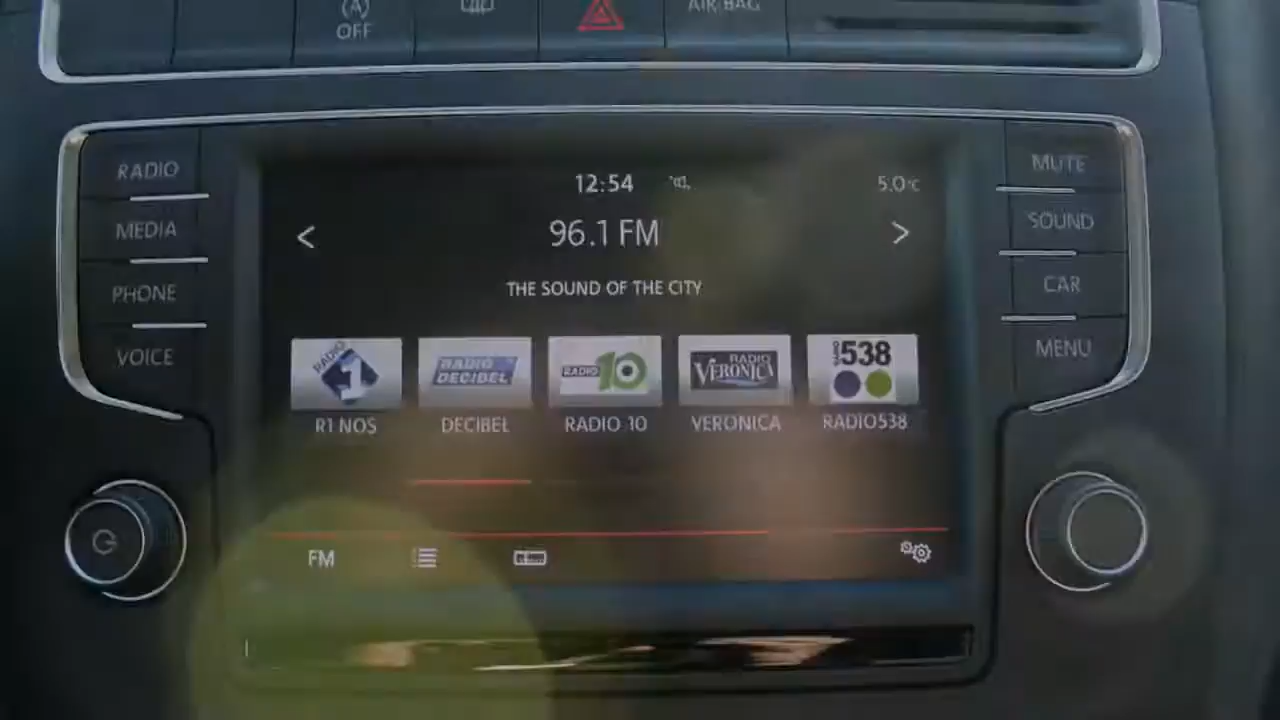 (A)
OFF
AIR BAG
RADIO
MEDIA
PHONE
VOICE
12:54
5.0°C
< 96.1 FM >
THE SOUND OF THE CITY
RADIO 1
RADIO DECIBEL
RADIO 10
RADIO VERONICA
RADIO 538
R1 NOS
DECIBEL
RADIO 10
VERONICA
RADIO538
FM
MUTE
SOUND
CAR
MENU